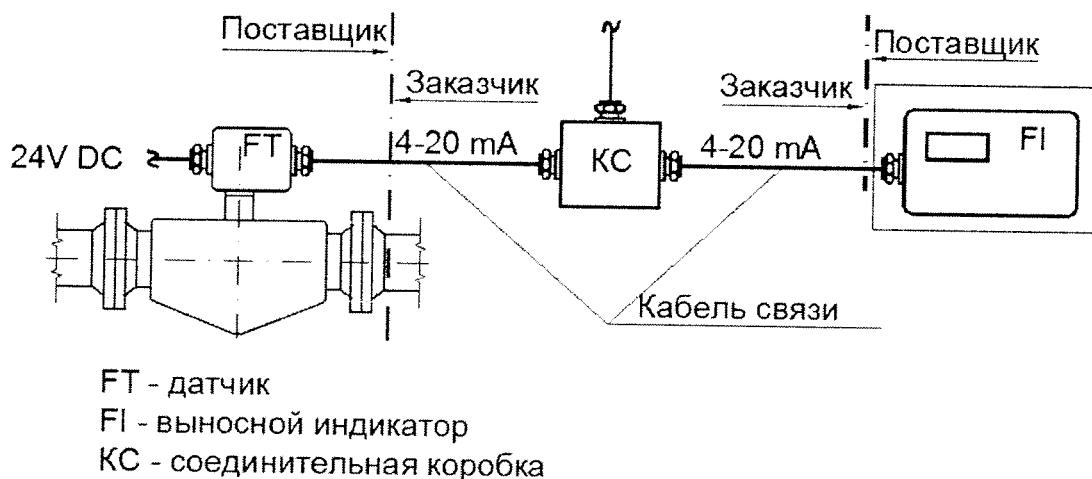 Поставщик
Поставщик
Заказчик
Заказчик
24V DC
FT
4-20 mA
КС
4-20 mA
FI
Кабель связи
FT - датчик
FI - выносной индикатор
КС - соединительная коробка